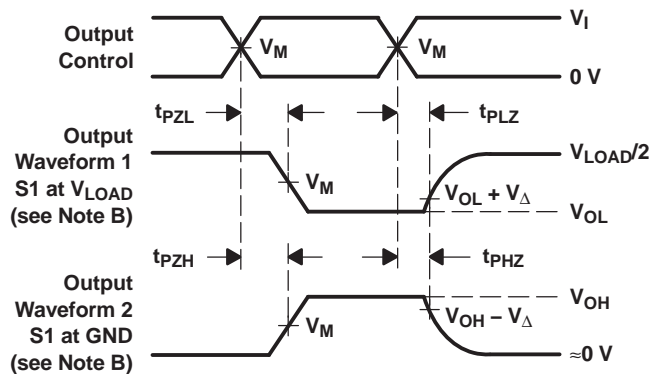 Output
Control
V_I
V_M
V_M
0 V
t_PZL
t_PLZ
Output
Waveform 1
S1 at V_LOAD
(see Note B)
V_LOAD/2
V_M
V_OL + V_Δ
V_OL
t_PZH
t_PHZ
Output
Waveform 2
S1 at GND
(see Note B)
V_OH
V_M
V_OH − V_Δ
≈0 V